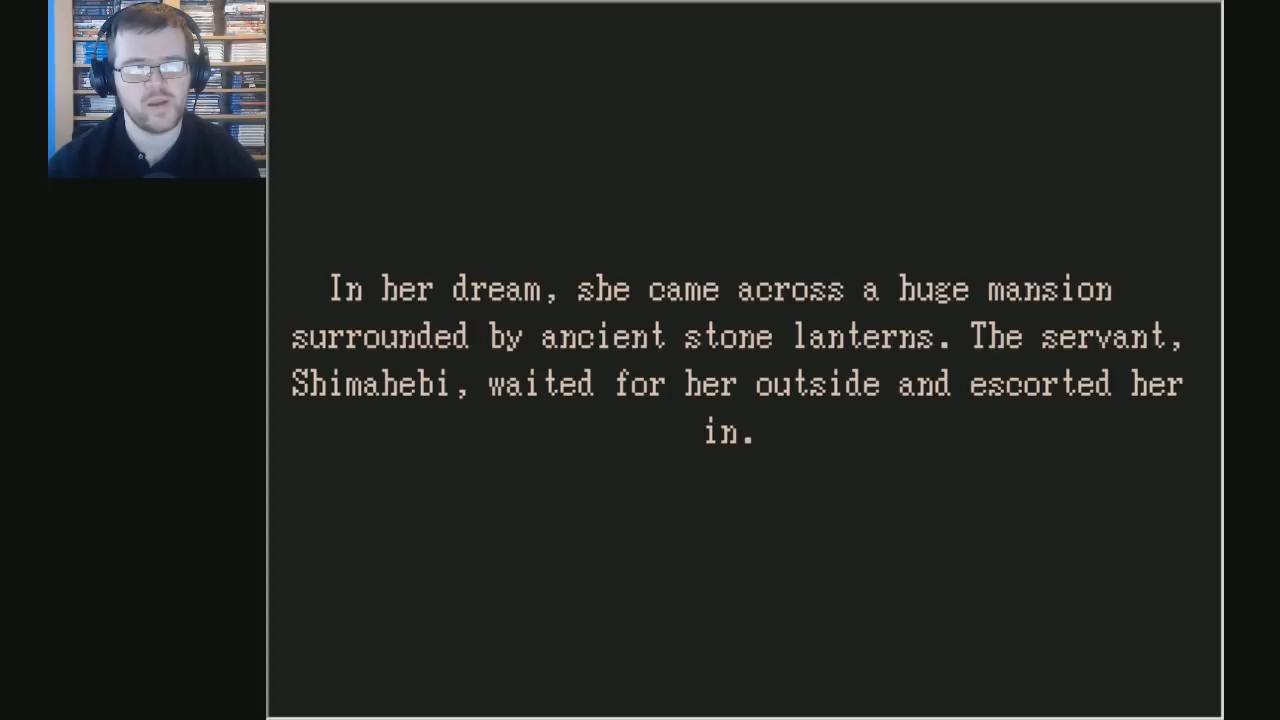 In her dream, she came across a huge mansion
surrounded by ancient stone lanterns. The servant,
Shimahebi, waited for her outside and escorted her
in.